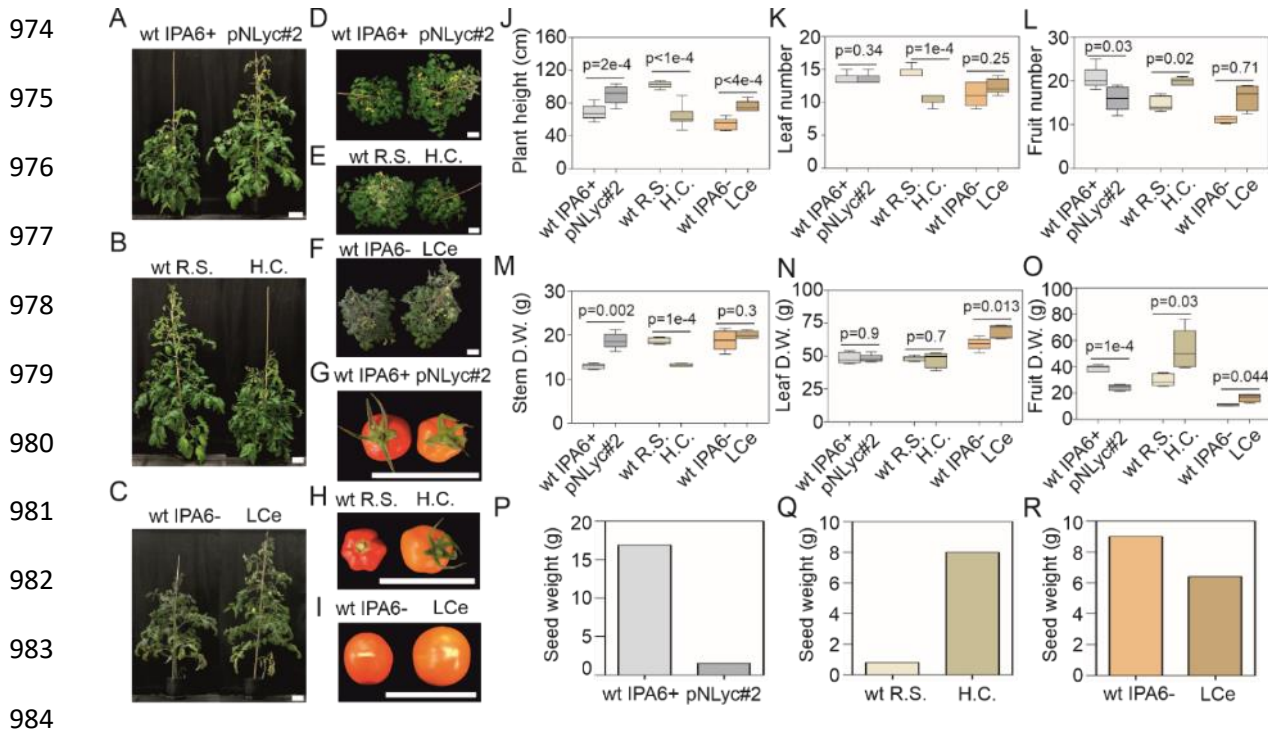 974
975
976
977
978
979
980
981
982
983
984
A
wt IPA6+ pNLyc#2
B
wt R.S. H.C.
C
wt IPA6- LCe
D
wt IPA6+ pNLyc#2
E
wt R.S. H.C.
F
wt IPA6- LCe
G
wt IPA6+ pNLyc#2
H
wt R.S. H.C.
I
wt IPA6- LCe
J
Plant height (cm)
160
120
80
40
0
p=2e-4
p<1e-4
p<4e-4
wt IPA6+
pNLyc#2
wt R.S.
H.C.
wt IPA6-
LCe
K
Leaf number
20
15
10
5
0
p=0.34
p=1e-4
p=0.25
wt IPA6+
pNLyc#2
wt R.S.
H.C.
wt IPA6-
LCe
L
Fruit number
30
20
10
0
p=0.03
p=0.02
p=0.71
wt IPA6+
pNLyc#2
wt R.S.
H.C.
wt IPA6-
LCe
M
Stem D.W. (g)
30
20
10
0
p=0.002
p=1e-4
p=0.3
wt IPA6+
pNLyc#2
wt R.S.
H.C.
wt IPA6-
LCe
N
Leaf D.W. (g)
100
75
50
25
0
p=0.9
p=0.7
p=0.013
wt IPA6+
pNLyc#2
wt R.S.
H.C.
wt IPA6-
LCe
O
Fruit D.W. (g)
100
80
60
40
20
0
p=1e-4
p=0.03
p=0.044
wt IPA6+
pNLyc#2
wt R.S.
H.C.
wt IPA6-
LCe
P
Seed weight (g)
20
15
10
5
0
wt IPA6+ pNLyc#2
Q
Seed weight (g)
10
8
6
4
2
0
wt R.S. H.C.
R
Seed weight (g)
10
8
6
4
2
0
wt IPA6- LCe